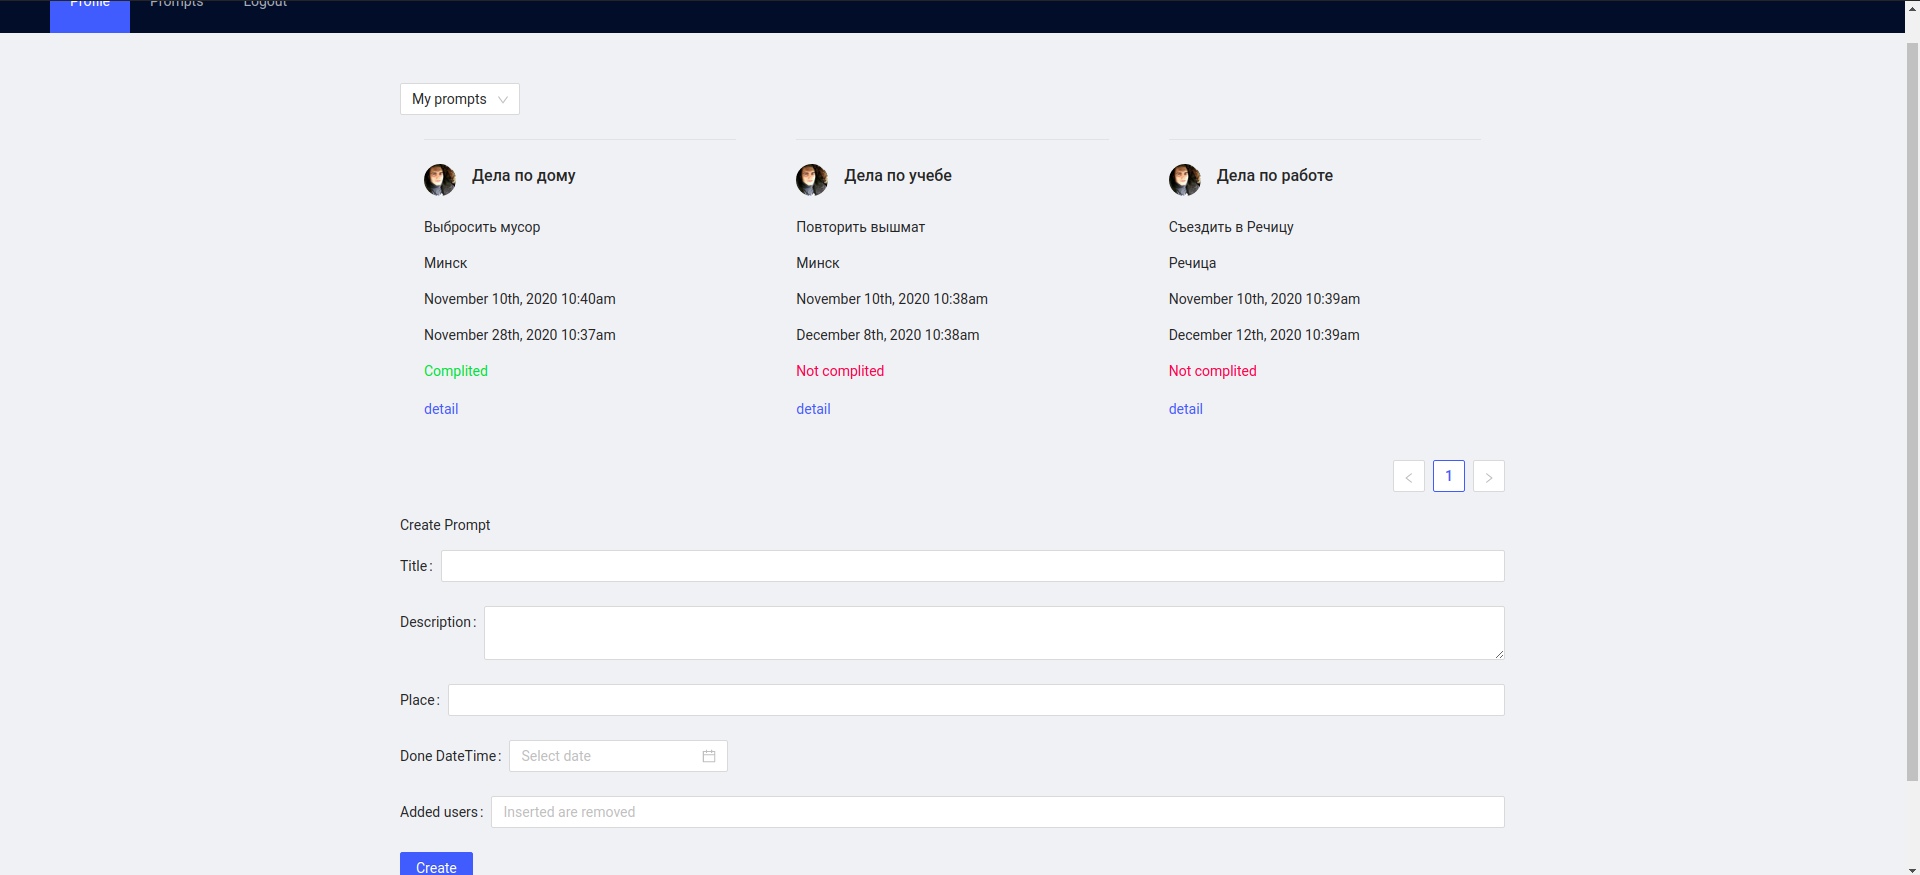 Profile Prompts Logout
My prompts
Дела по дому
Выбросить мусор
Минск
November 10th, 2020 10:40am
November 28th, 2020 10:37am
Complited
detail
Дела по учебе
Повторить вышмат
Минск
November 10th, 2020 10:38am
December 8th, 2020 10:38am
Not complited
detail
Дела по работе
Съездить в Речицу
Речица
November 10th, 2020 10:39am
December 12th, 2020 10:39am
Not complited
detail
< 1 >
Create Prompt
Title:
Description:
Place:
Done DateTime: Select date
Added users: Inserted are removed
Create